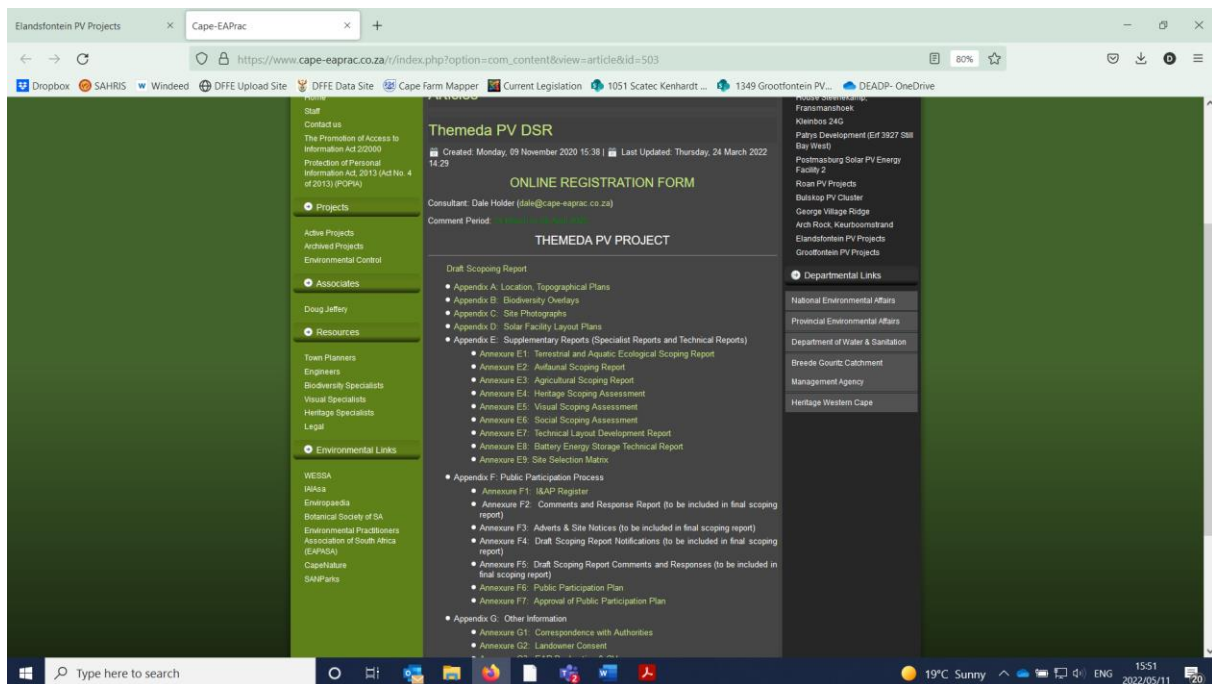 Elandsfontein PV Projects
Cape-EAPrac
https://www.cape-eaprac.co.za/r/index.php?option=com_content&view=article&id=503
80%
Dropbox
SAHRIS
Windeed
DFFE Upload Site
DFFE Data Site
Cape Farm Mapper
Current Legislation
1051 Scatec Kenhardt ...
1349 Grootfontein PV...
DEADP- OneDrive
Home
Staff
Contact us
The Promotion of Access to
Information Act 2/2000
Protection of Personal
Information Act, 2013 (Act No. 4
of 2013) (POPIA)
Projects
Active Projects
Archived Projects
Environmental Control
Associates
Doug Jeffery
Resources
Town Planners
Engineers
Biodiversity Specialists
Visual Specialists
Heritage Specialists
Legal
Environmental Links
WESSA
IAIAsa
Enviropaedia
Botanical Society of SA
Environmental Practitioners
Association of South Africa
(EAPASA)
CapeNature
SANParks
Articles
Themeda PV DSR
Created: Monday, 09 November 2020 15:38 | Last Updated: Thursday, 24 March 2022
14:29
ONLINE REGISTRATION FORM
Consultant: Dale Holder (dale@cape-eaprac.co.za)
Comment Period:
THEMEDA PV PROJECT
Draft Scopoing Report
Appendix A: Location, Topographical Plans
Appendix B: Biodiversity Overlays
Appendix C: Site Photographs
Appendix D: Solar Facility Layout Plans
Appendix E: Supplementary Reports (Specialist Reports and Technical Reports)
Annexure E1: Terrestrial and Aquatic Ecological Scoping Report
Annexure E2: Avifaunal Scoping Report
Annexure E3: Agricultural Scoping Report
Annexure E4: Heritage Scoping Assessment
Annexure E5: Visual Scoping Assessment
Annexure E6: Social Scoping Assessment
Annexure E7: Technical Layout Development Report
Annexure E8: Battery Energy Storage Technical Report
Annexure E9: Site Selection Matrix
Appendix F: Public Participation Process
Annexure F1: I&AP Register
Annexure F2: Comments and Response Report (to be included in final scoping
report)
Annexure F3: Adverts & Site Notices (to be included in final scoping report)
Annexure F4: Draft Scoping Report Notifications (to be included in final scoping
report)
Annexure F5: Draft Scoping Report Comments and Responses (to be included in
final scoping report)
Annexure F6: Public Participation Plan
Annexure F7: Approval of Public Participation Plan
Appendix G: Other Information
Annexure G1: Correspondence with Authorities
Annexure G2: Landowner Consent
House Steenekamp,
Fransmanshoek
Kleinbos 24G
Patrys Development (Erf 3927 Still
Bay West)
Postmasburg Solar PV Energy
Facility 2
Roan PV Projects
Bulskop PV Cluster
George Village Ridge
Arch Rock, Keurboomstrand
Elandsfontein PV Projects
Grootfontein PV Projects
Departmental Links
National Environmental Affairs
Provincial Environmental Affairs
Department of Water & Sanitation
Breede Gouritz Catchment
Management Agency
Heritage Western Cape
Type here to search
19°C Sunny
ENG
15:51
2022/05/11
20